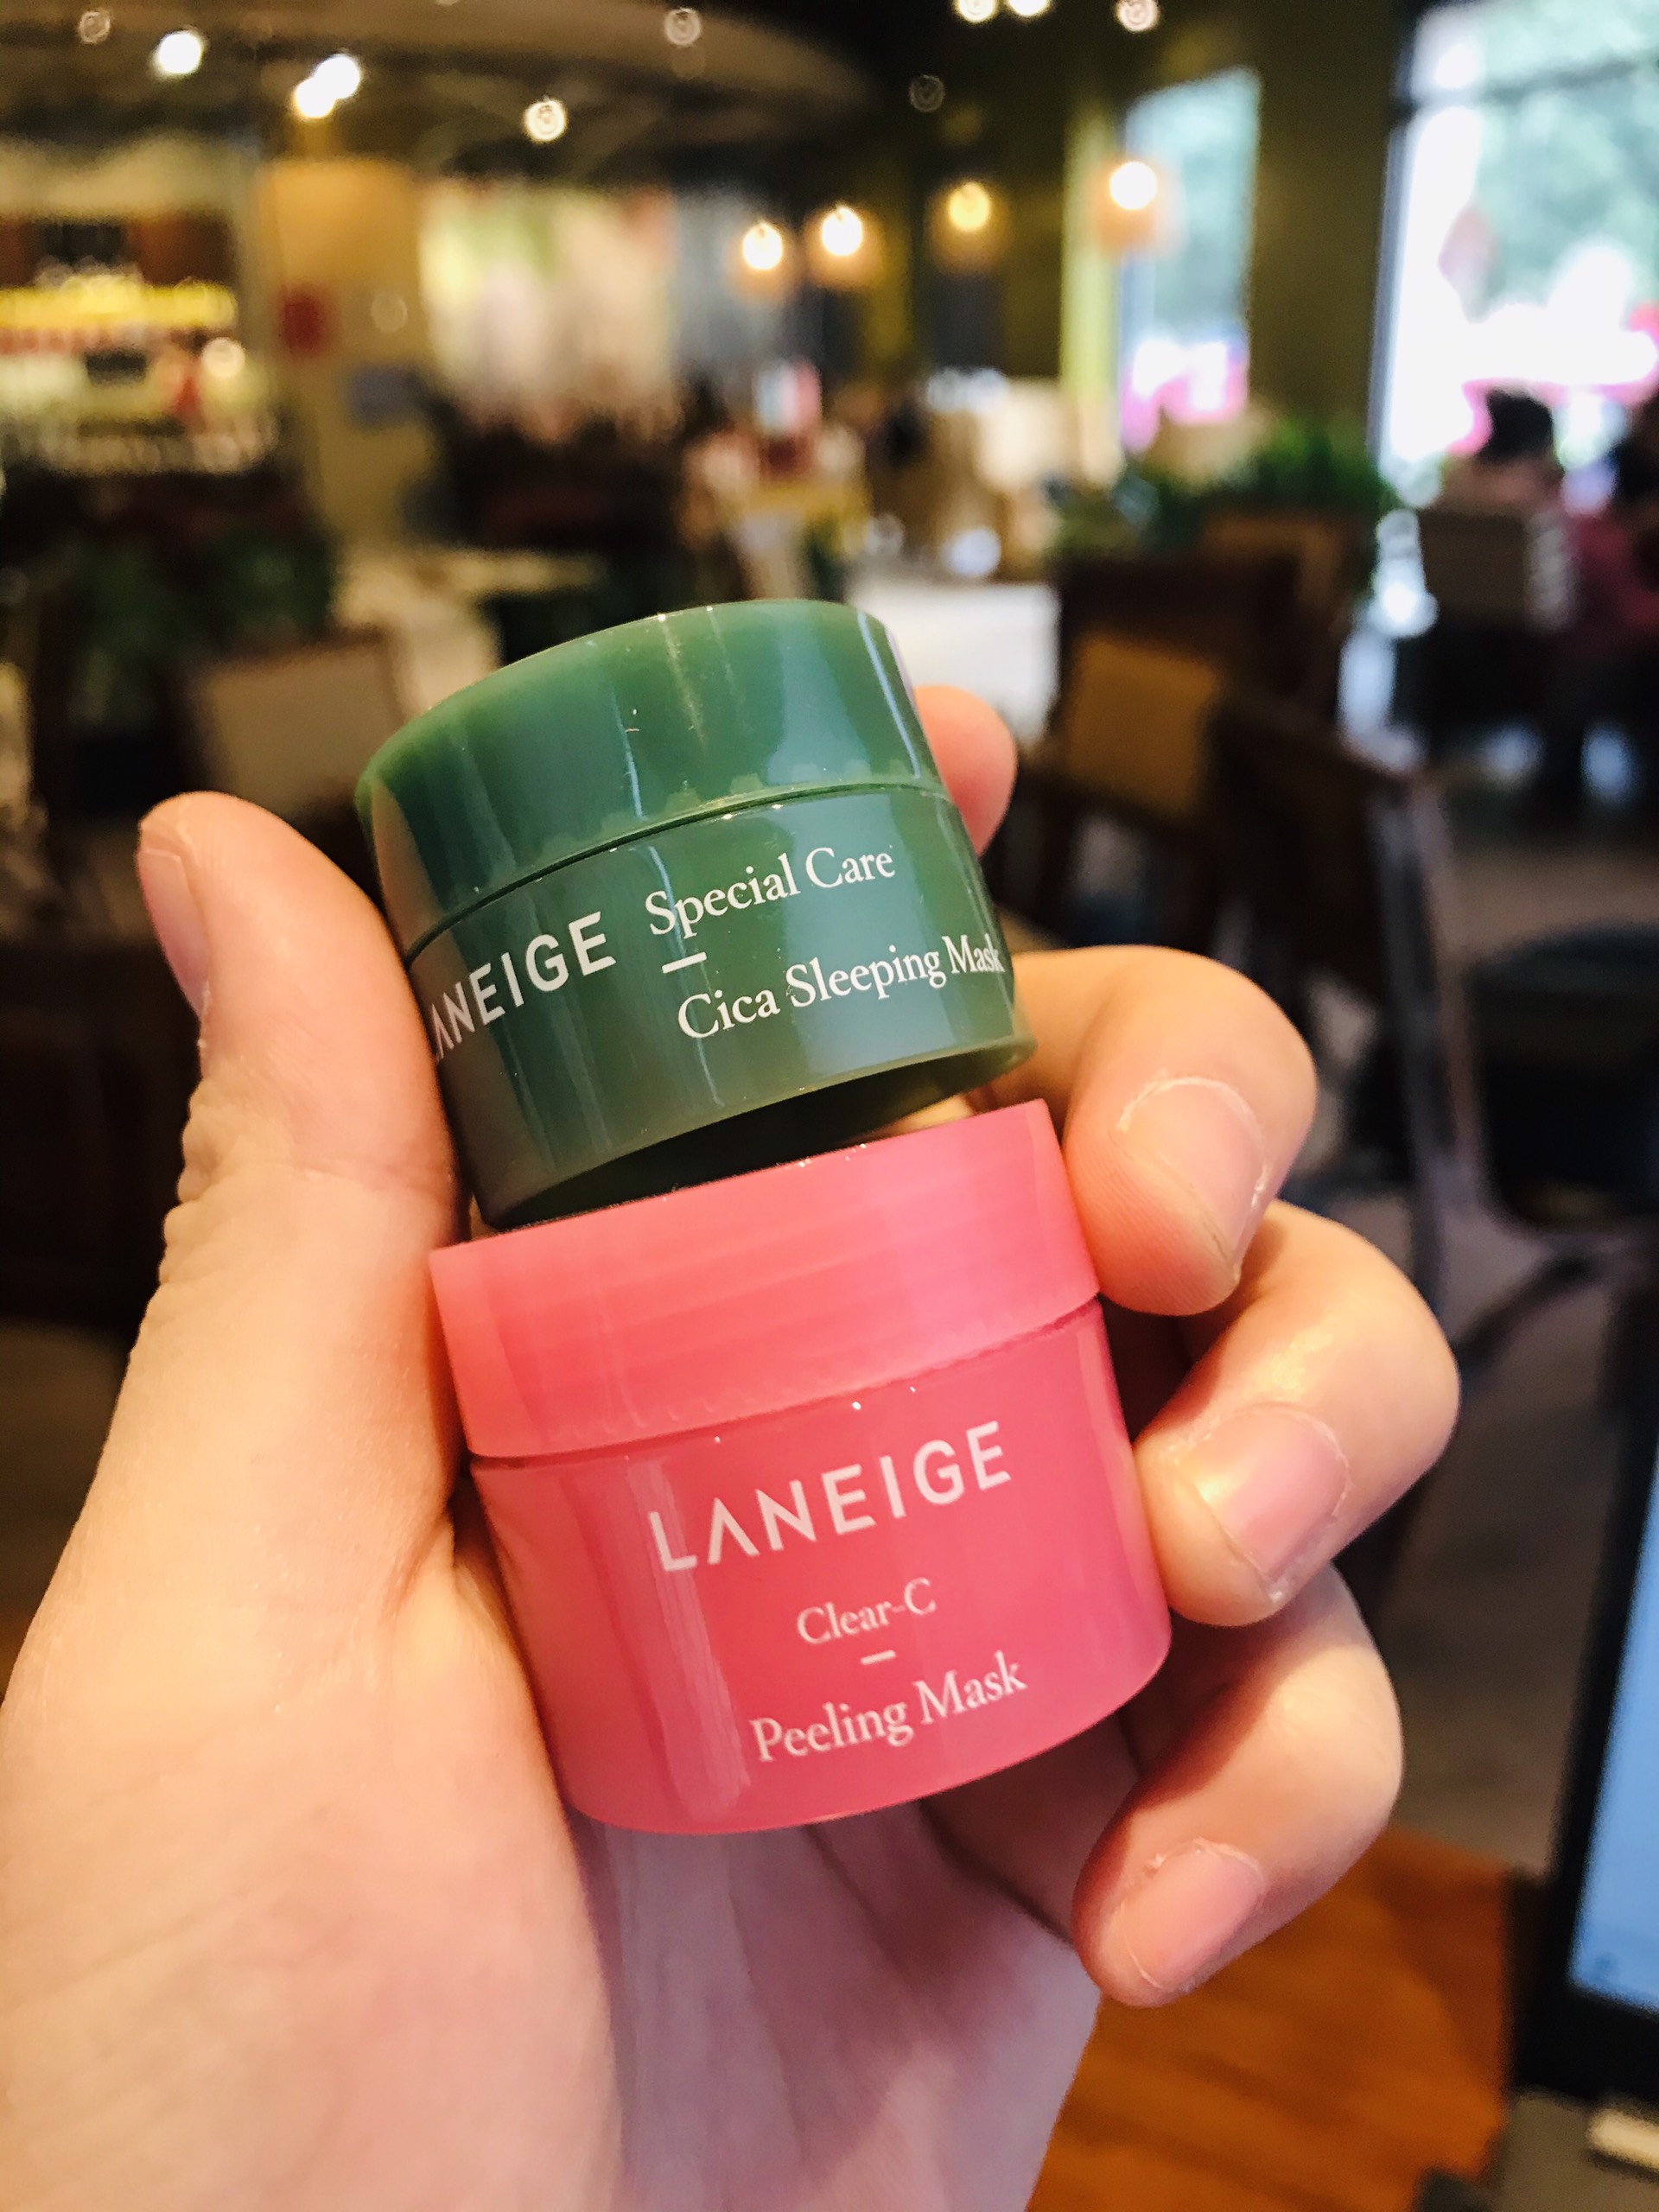 LANEIGE
Special Care
Cica Sleeping Mask
LANEIGE
Clear-C
Peeling Mask